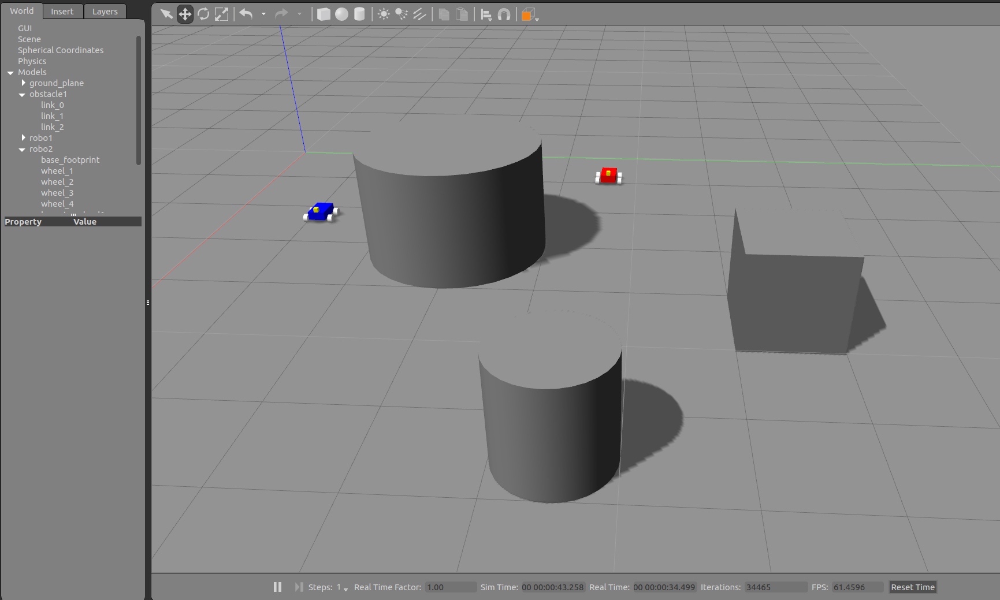 World Insert Layers
GUI
Scene
Spherical Coordinates
Physics
Models
ground_plane
obstacle1
link_0
link_1
link_2
robo1
robo2
base_footprint
wheel_1
wheel_2
wheel_3
wheel_4
Property Value
Steps: 1 Real Time Factor: 1.00 Sim Time: 00 00:00:43.258 Real Time: 00 00:00:34.499 Iterations: 34465 FPS: 61.4596 Reset Time